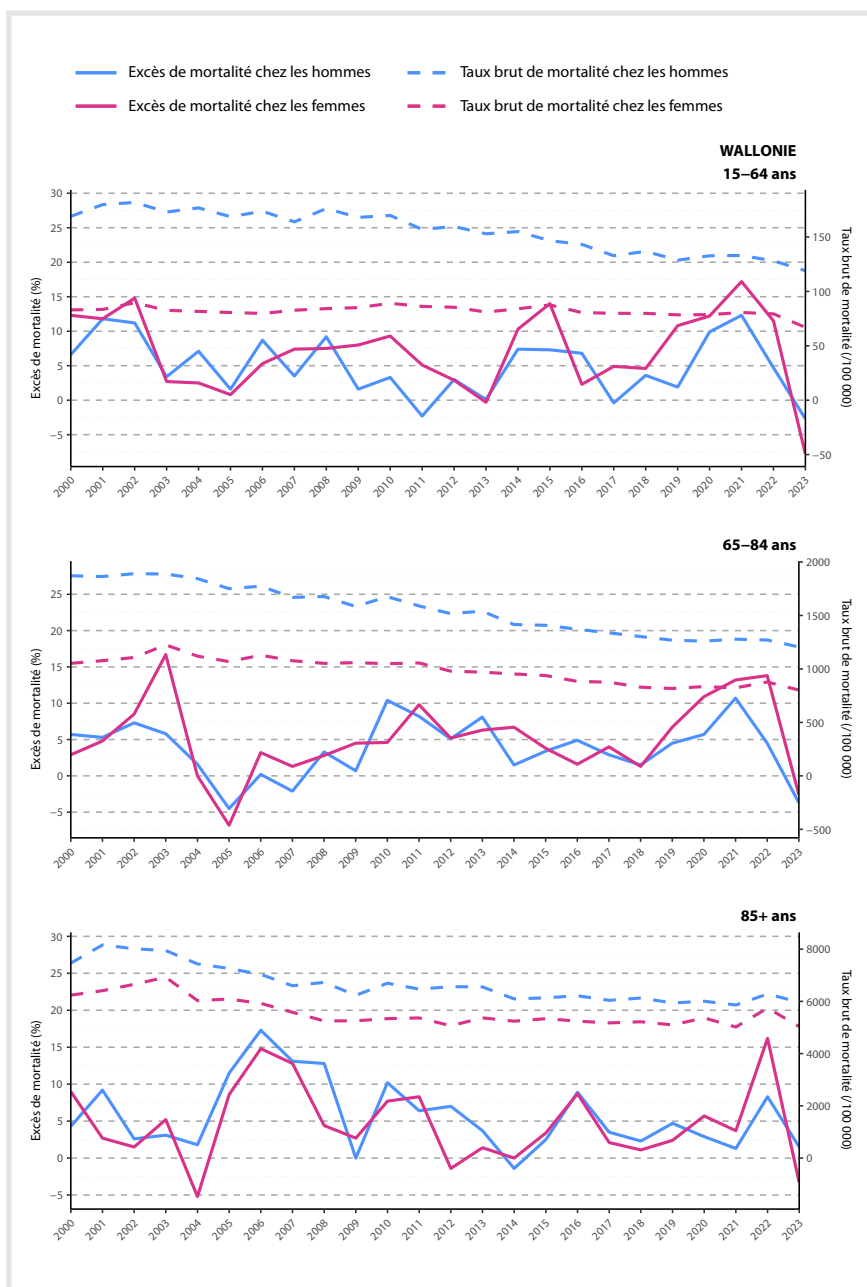 Excès de mortalité chez les hommes Taux brut de mortalité chez les hommes
Excès de mortalité chez les femmes Taux brut de mortalité chez les femmes
WALLONIE
15–64 ans
Excès de mortalité (%)
30
25
20
15
10
5
0
−5
Taux brut de mortalité (/100 000)
150
100
50
0
−50
2000 2001 2002 2003 2004 2005 2006 2007 2008 2009 2010 2011 2012 2013 2014 2015 2016 2017 2018 2019 2020 2021 2022 2023
65–84 ans
Excès de mortalité (%)
25
20
15
10
5
0
−5
Taux brut de mortalité (/100 000)
2000
1500
1000
500
0
−500
2000 2001 2002 2003 2004 2005 2006 2007 2008 2009 2010 2011 2012 2013 2014 2015 2016 2017 2018 2019 2020 2021 2022 2023
85+ ans
Excès de mortalité (%)
30
25
20
15
10
5
0
−5
Taux brut de mortalité (/100 000)
8000
6000
4000
2000
0
2000 2001 2002 2003 2004 2005 2006 2007 2008 2009 2010 2011 2012 2013 2014 2015 2016 2017 2018 2019 2020 2021 2022 2023